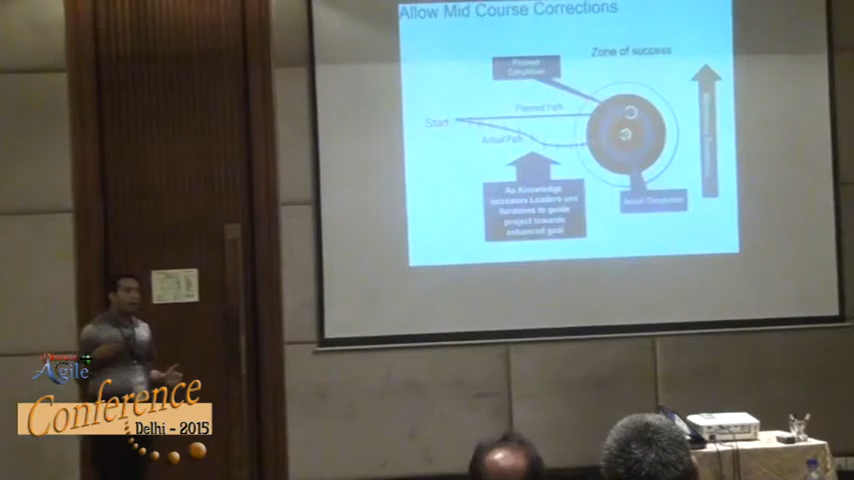 Allow Mid Course Corrections
Zone of success
Planned
Completion
Planned Path
Start
Actual Path
As Knowledge
increases Leaders use
iterations to guide
project towards
enhanced goal
Actual Completion
Agile
Conference
Delhi - 2015